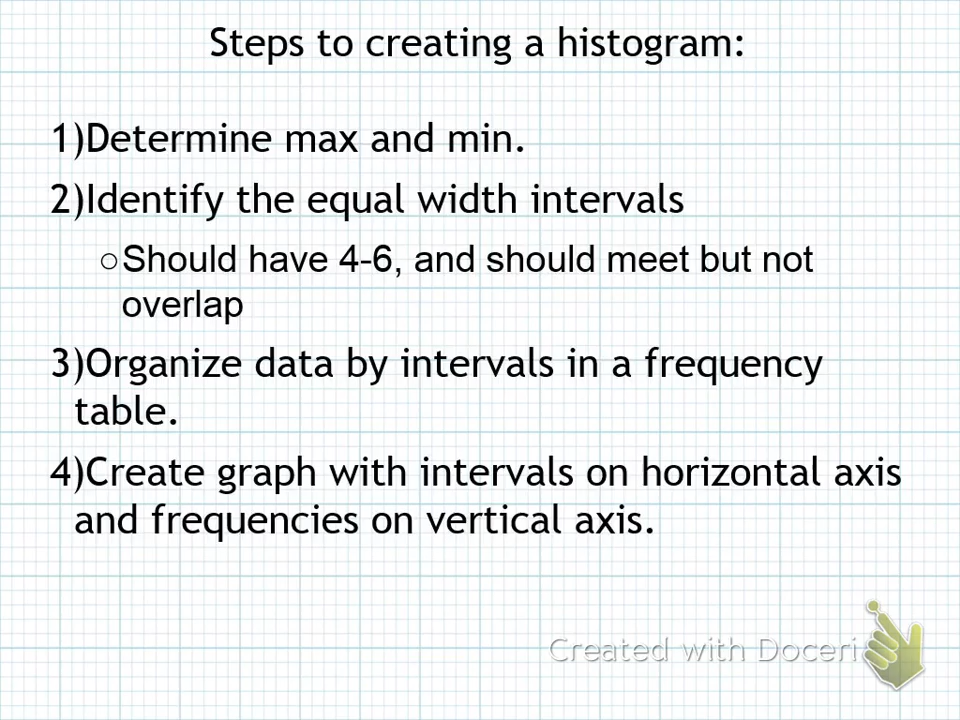 Steps to creating a histogram:
1)Determine max and min.
2)Identify the equal width intervals
○Should have 4-6, and should meet but not
overlap
3)Organize data by intervals in a frequency
table.
4)Create graph with intervals on horizontal axis
and frequencies on vertical axis.
Created with Doceri